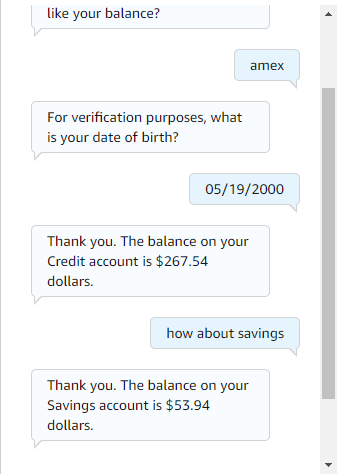 like your balance?
amex
For verification purposes, what
is your date of birth?
05/19/2000
Thank you. The balance on your
Credit account is $267.54
dollars.
how about savings
Thank you. The balance on your
Savings account is $53.94
dollars.